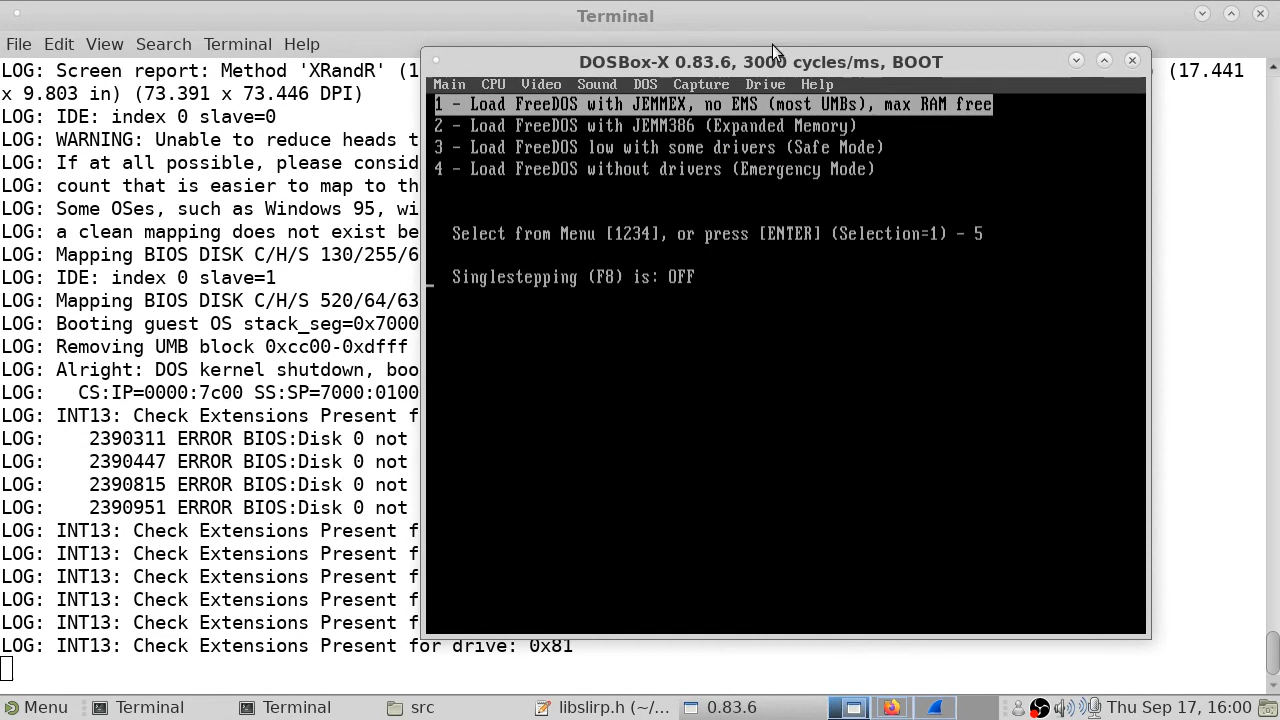 Terminal
File Edit View Search Terminal Help
LOG: Screen report: Method 'XRandR' (1
) (17.441
x 9.803 in) (73.391 x 73.446 DPI)
LOG: IDE: index 0 slave=0
LOG: WARNING: Unable to reduce heads t
LOG: If at all possible, please consid
LOG: count that is easier to map to th
LOG: Some OSes, such as Windows 95, wi
LOG: a clean mapping does not exist be
LOG: Mapping BIOS DISK C/H/S 130/255/6
LOG: IDE: index 0 slave=1
LOG: Mapping BIOS DISK C/H/S 520/64/63
LOG: Booting guest OS stack_seg=0x7000
LOG: Removing UMB block 0xcc00-0xdfff
LOG: Alright: DOS kernel shutdown, boo
LOG:   CS:IP=0000:7c00 SS:SP=7000:0100
LOG: INT13: Check Extensions Present f
LOG:    2390311 ERROR BIOS:Disk 0 not
LOG:    2390447 ERROR BIOS:Disk 0 not
LOG:    2390815 ERROR BIOS:Disk 0 not
LOG:    2390951 ERROR BIOS:Disk 0 not
LOG: INT13: Check Extensions Present f
LOG: INT13: Check Extensions Present f
LOG: INT13: Check Extensions Present f
LOG: INT13: Check Extensions Present f
LOG: INT13: Check Extensions Present f
LOG: INT13: Check Extensions Present for drive: 0x81
DOSBox-X 0.83.6, 3000 cycles/ms, BOOT
Main CPU Video Sound DOS Capture Drive Help
1 - Load FreeDOS with JEMMEX, no EMS (most UMBs), max RAM free
2 - Load FreeDOS with JEMM386 (Expanded Memory)
3 - Load FreeDOS low with some drivers (Safe Mode)
4 - Load FreeDOS without drivers (Emergency Mode)
Select from Menu [1234], or press [ENTER] (Selection=1) - 5
Singlestepping (F8) is: OFF
_
Menu Terminal Terminal src libslirp.h (~/... 0.83.6 Thu Sep 17, 16:00